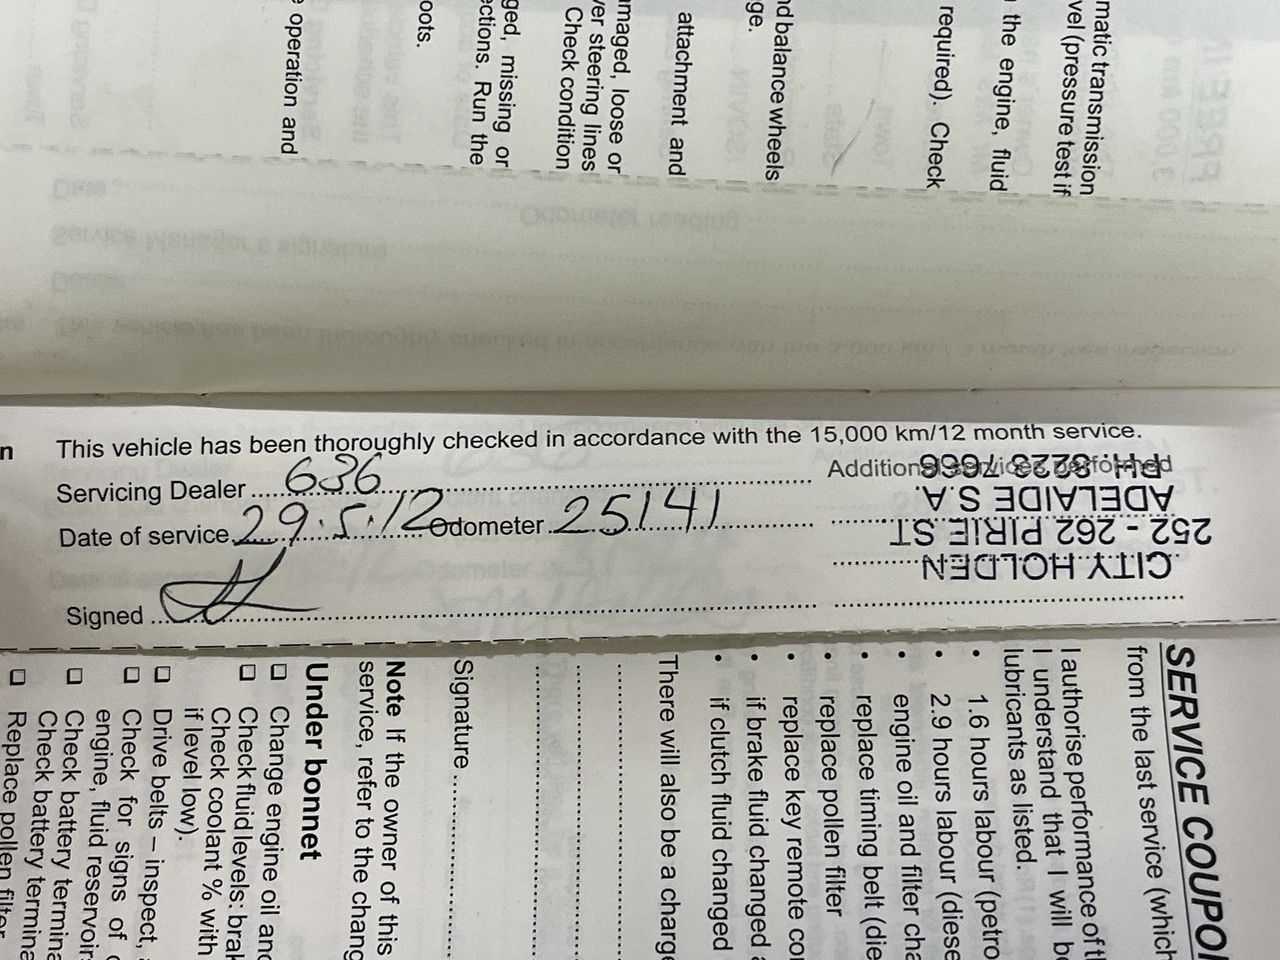 matic transmission
vel (pressure test if
the engine, fluid
required). Check
nd balance wheels
ge.
attachment and
maged, loose or
er steering lines
Check condition
ged, missing or
ections. Run the
oots.
operation and
n This vehicle has been thoroughly checked in accordance with the 15,000 km/12 month service.
Servicing Dealer 636
Date of service 29.5.12 Odometer 25141
Signed
Additional services performed
CITY HOLDEN
252 - 262 PIRIE ST
ADELAIDE S.A.
PH: 8223 7666
SERVICE COUPO
from the last service (which
I authorise performance of t
I understand that I will be
lubricants as listed.
• 1.6 hours labour (petro
• 2.9 hours labour (diese
• engine oil and filter cha
• replace timing belt (die
• replace pollen filter
• replace key remote co
• if brake fluid changed a
• if clutch fluid changed
There will also be a charge
Signature
Note If the owner of this
service, refer to the chang
Under bonnet
☐ Change engine oil and
☐ Check fluid levels: brak
Check coolant % with
if level low).
☐ Drive belts – inspect,
☐ Check for signs of
engine, fluid reservoir
☐ Check battery termina
Check battery termina
☐ Replace pollen filter